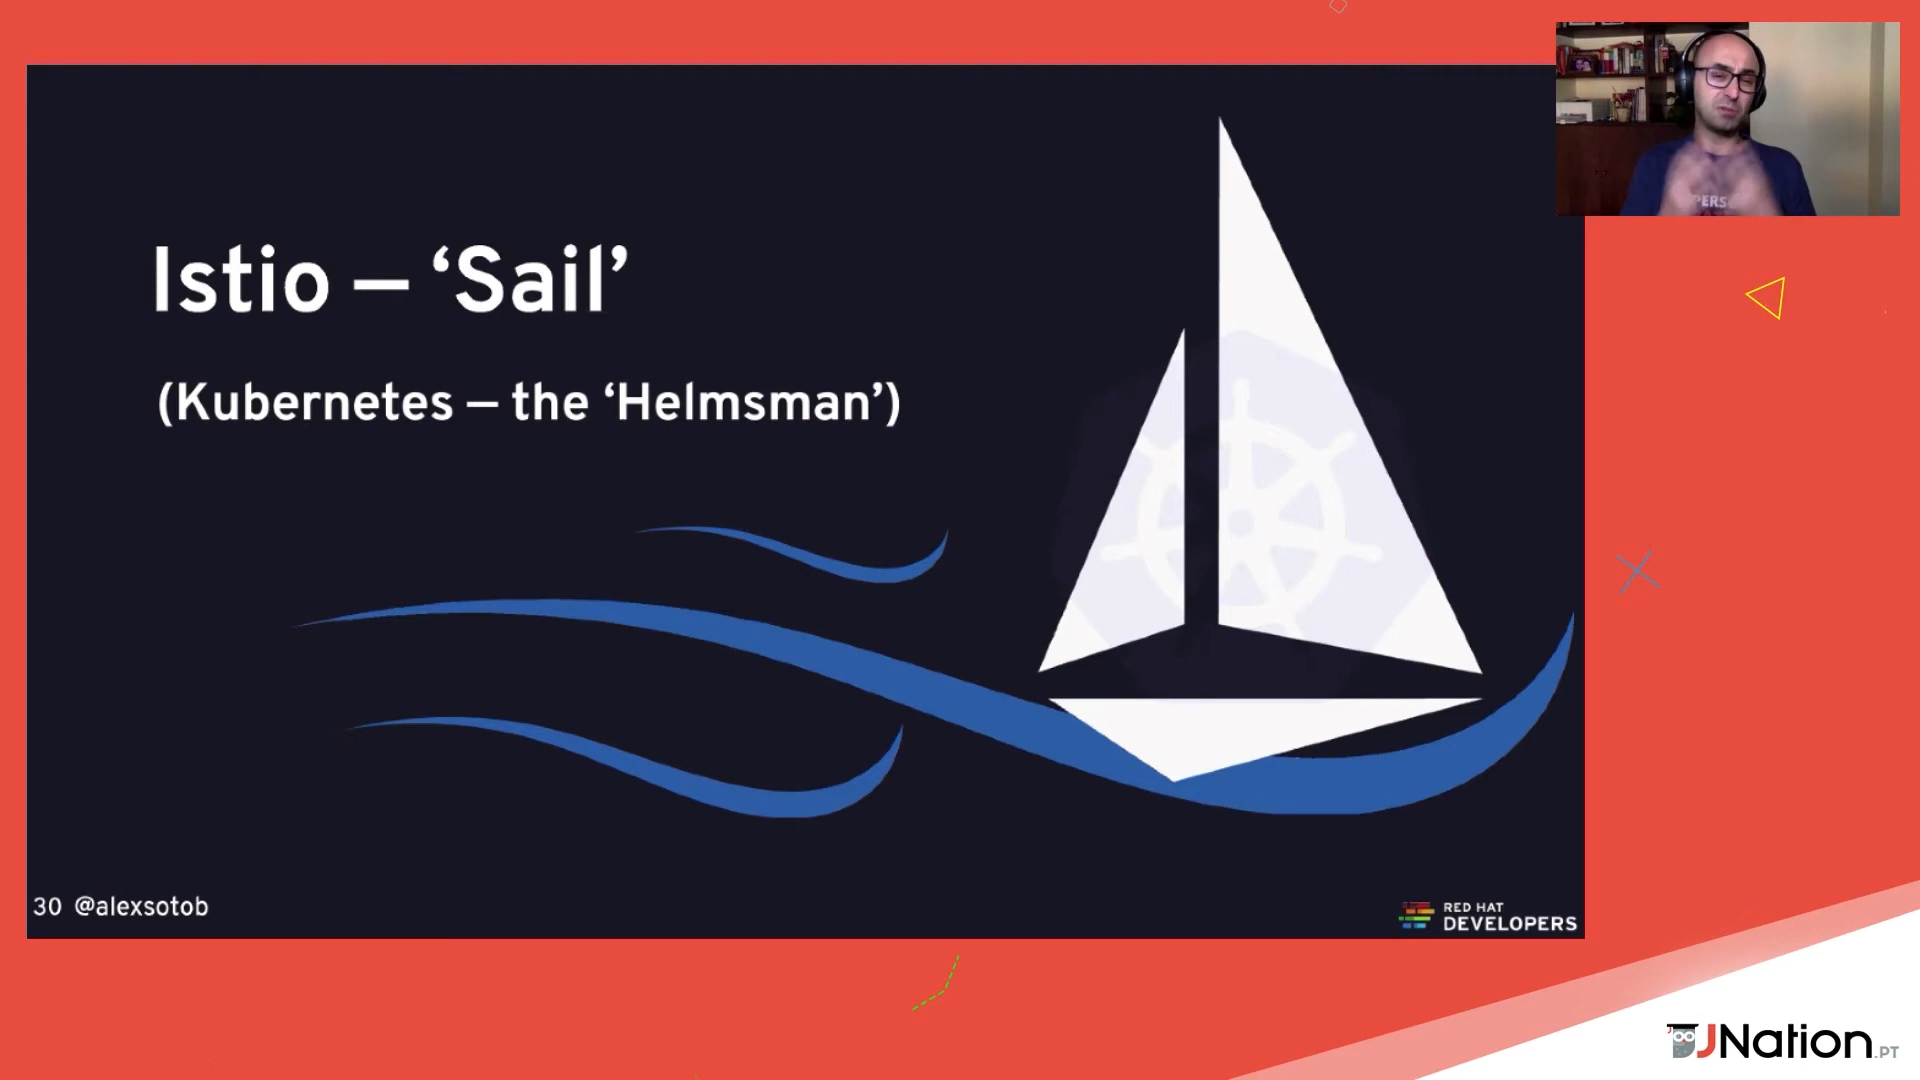 Istio – ‘Sail’
(Kubernetes – the ‘Helmsman’)
30 @alexsotob
RED HAT
DEVELOPERS
JNation.PT